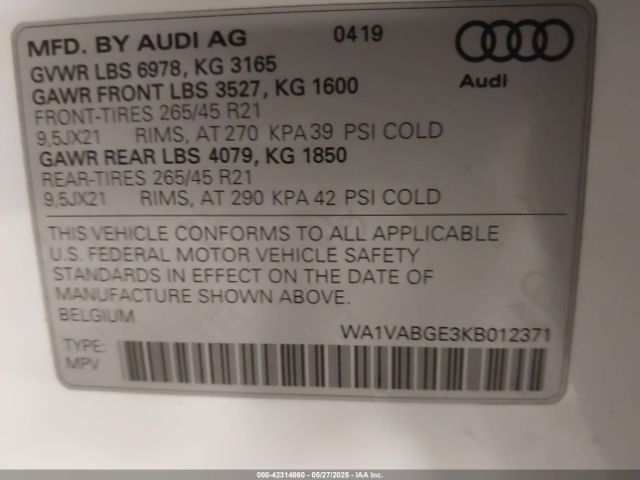 MFD. BY AUDI AG 0419
GVWR LBS 6978, KG 3165
Audi
GAWR FRONT LBS 3527, KG 1600
FRONT-TIRES 265/45 R21
9,5JX21 RIMS, AT 270 KPA 39 PSI COLD
GAWR REAR LBS 4079, KG 1850
REAR-TIRES 265/45 R21
9,5JX21 RIMS, AT 290 KPA 42 PSI COLD
THIS VEHICLE CONFORMS TO ALL APPLICABLE
U.S. FEDERAL MOTOR VEHICLE SAFETY
STANDARDS IN EFFECT ON THE DATE OF
MANUFACTURE SHOWN ABOVE.
BELGIUM
WA1VABGE3KB012371
TYPE:
MPV
000-42314860 - 05/27/2025 - IAA Inc.